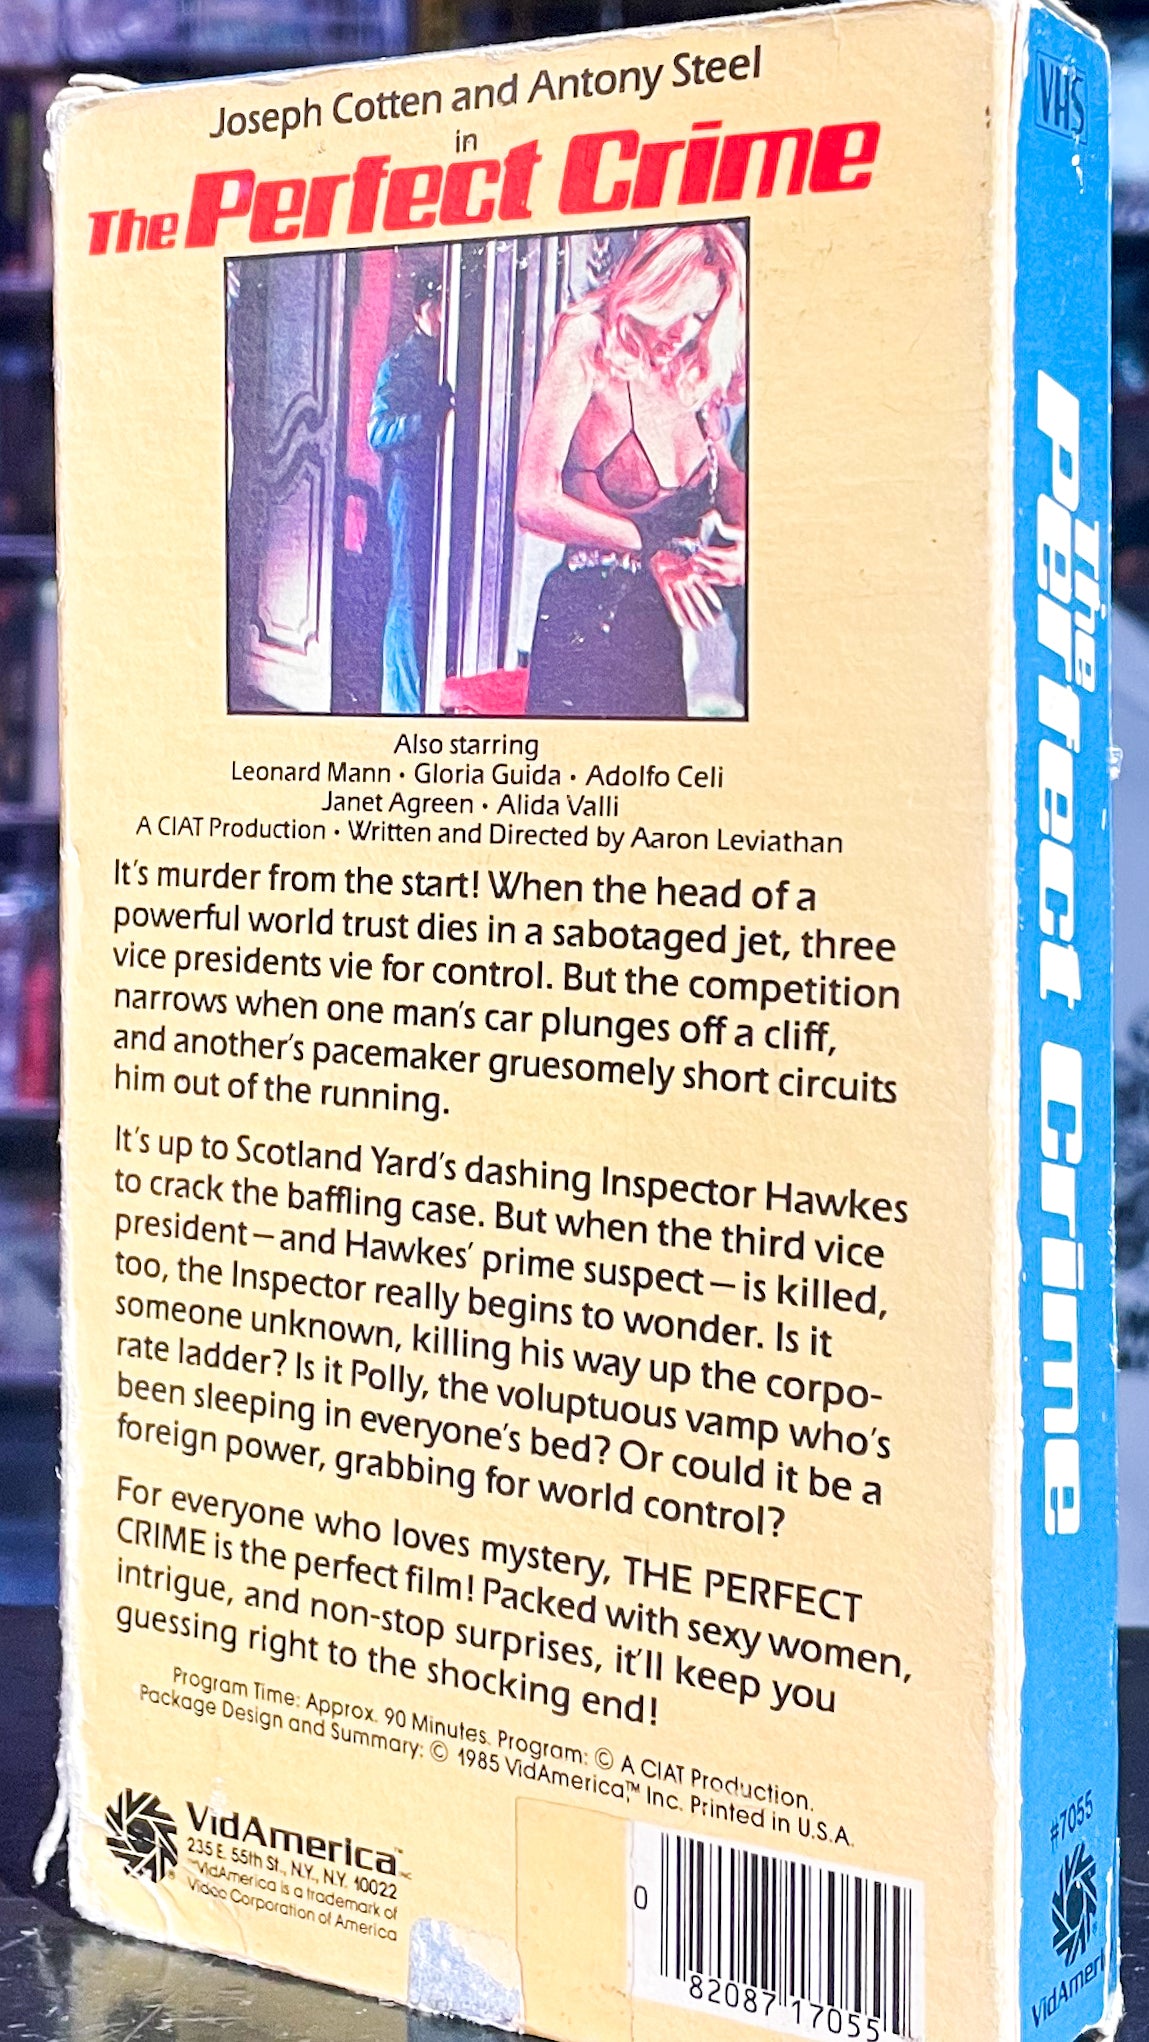 Joseph Cotten and Antony Steel
in
The Perfect Crime
Also starring
Leonard Mann • Gloria Guida • Adolfo Celi
Janet Agreen • Alida Valli
A CIAT Production • Written and Directed by Aaron Leviathan
It's murder from the start! When the head of a
powerful world trust dies in a sabotaged jet, three
vice presidents vie for control. But the competition
narrows when one man's car plunges off a cliff,
and another's pacemaker gruesomely short circuits
him out of the running.
It's up to Scotland Yard's dashing Inspector Hawkes
to crack the baffling case. But when the third vice
president—and Hawkes' prime suspect—is killed,
too, the Inspector really begins to wonder. Is it
someone unknown, killing his way up the corpo-
rate ladder? Is it Polly, the voluptuous vamp who's
been sleeping in everyone's bed? Or could it be a
foreign power, grabbing for world control?
For everyone who loves mystery, THE PERFECT
CRIME is the perfect film! Packed with sexy women,
intrigue, and non-stop surprises, it'll keep you
guessing right to the shocking end!
Program Time: Approx. 90 Minutes. Program: © A CIAT Production.
Package Design and Summary: © 1985 VidAmerica,™ Inc. Printed in U.S.A.
VidAmerica™
235 E. 55th St., N.Y., N.Y. 10022
™VidAmerica is a trademark of
Video Corporation of America
0 82087 17055
VHS
The Perfect Crime
#7055
VidAmeri